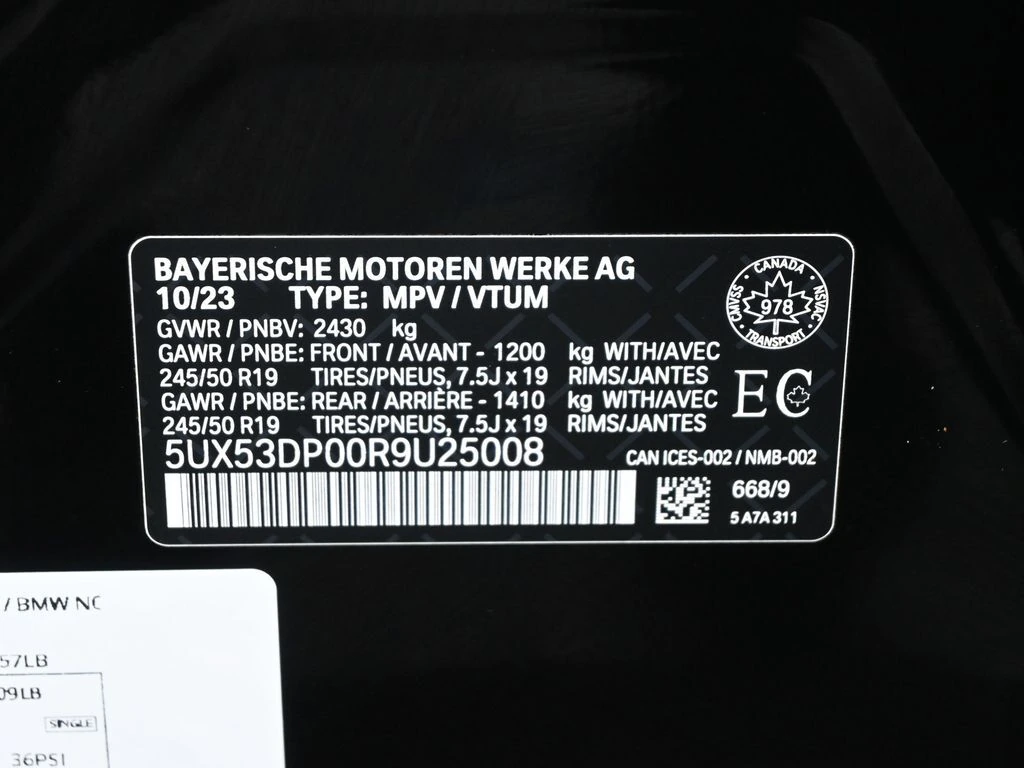 BAYERISCHE MOTOREN WERKE AG
10/23 TYPE: MPV / VTUM
GVWR / PNBV: 2430 kg
GAWR / PNBE: FRONT / AVANT - 1200 kg WITH/AVEC
245/50 R19 TIRES/PNEUS, 7.5J x 19 RIMS/JANTES
GAWR / PNBE: REAR / ARRIÈRE - 1410 kg WITH/AVEC
245/50 R19 TIRES/PNEUS, 7.5J x 19 RIMS/JANTES
5UX53DP00R9U25008
CANADA
CMVSS 978 NSVAC
TRANSPORT
EC
CAN ICES-002 / NMB-002
668/9
5 A7A 311
/ BMW
57LB
09LB
SINGLE
36PSI